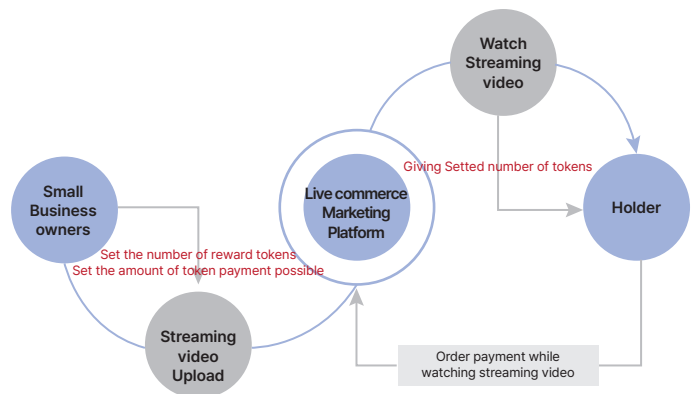 Watch
Streaming
video
Giving Setted number of tokens
Small
Business
owners
Live commerce
Marketing
Platform
Holder
Set the number of reward tokens
Set the amount of token payment possible
Streaming
video
Upload
Order payment while
watching streaming video